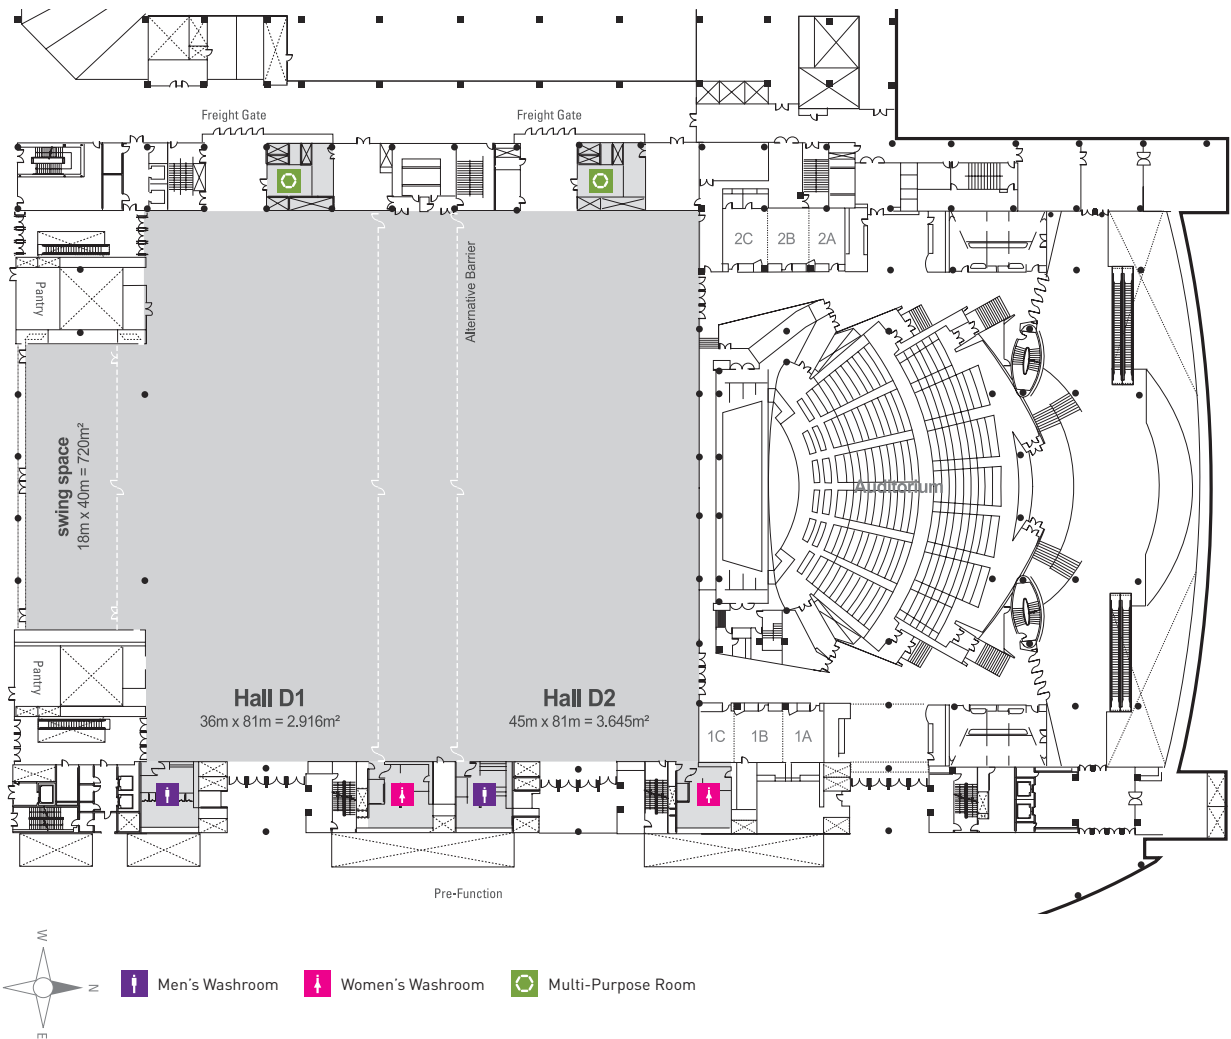 Freight Gate
Freight Gate
2C
2B
2A
Alternative Barrier
Pantry
swing space
18m x 40m = 720m²
Auditorium
Pantry
Hall D1
36m x 81m = 2.916m²
Hall D2
45m x 81m = 3.645m²
1C
1B
1A
Pre-Function
W
N
E
Men's Washroom
Women's Washroom
Multi-Purpose Room